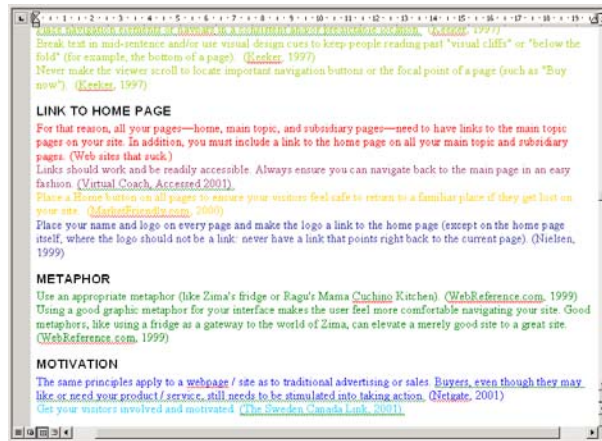 Place navigation elements or navbars in a consistent and/or predictable location. (Keeker, 1997)
Break text in mid-sentence and/or use visual design cues to keep people reading past "visual cliffs" or "below the
fold" (for example, the bottom of a page). (Keeker, 1997)
Never make the viewer scroll to locate important navigation buttons or the focal point of a page (such as "Buy
now"). (Keeker, 1997)
LINK TO HOME PAGE
For that reason, all your pages—home, main topic, and subsidiary pages—need to have links to the main topic
pages on your site. In addition, you must include a link to the home page on all your main topic and subsidiary
pages. (Web sites that suck.)
Links should work and be readily accessible. Always ensure you can navigate back to the main page in an easy
fashion. (Virtual Coach, Accessed 2001).
Place a Home button on all pages to ensure your visitors feel safe to return to a familiar place if they get lost on
your site. (MarketFriendly.com, 2000)
Place your name and logo on every page and make the logo a link to the home page (except on the home page
itself, where the logo should not be a link: never have a link that points right back to the current page). (Nielsen,
1999)
METAPHOR
Use an appropriate metaphor (like Zima's fridge or Ragu's Mama Cuchino Kitchen). (WebReference.com, 1999)
Using a good graphic metaphor for your interface makes the user feel more comfortable navigating your site. Good
metaphors, like using a fridge as a gateway to the world of Zima, can elevate a merely good site to a great site.
(WebReference.com, 1999)
MOTIVATION
The same principles apply to a webpage / site as to traditional advertising or sales. Buyers, even though they may
like or need your product / service, still needs to be stimulated into taking action. (Netgate, 2001)
Get your visitors involved and motivated. (The Sweden Canada Link, 2001)